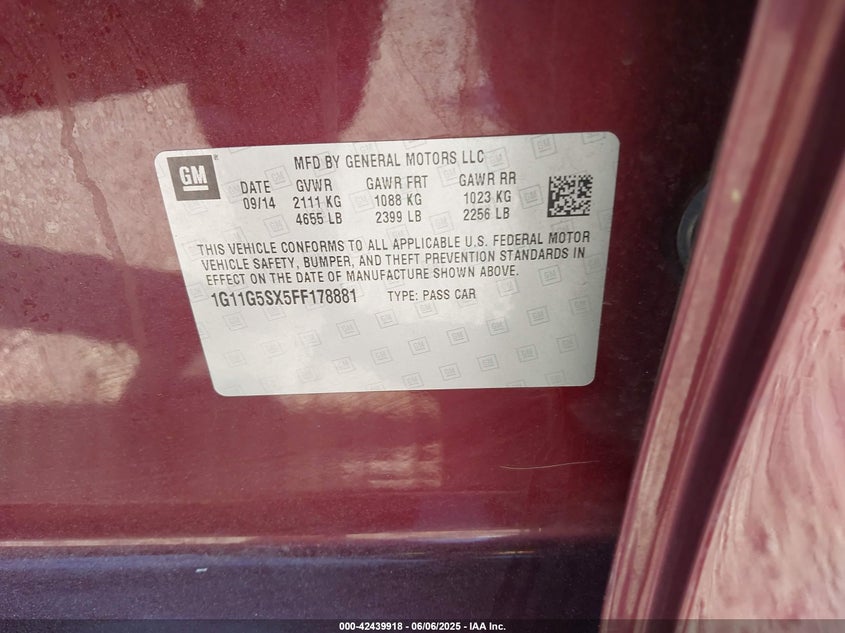 GM
MFD BY GENERAL MOTORS LLC
DATE GVWR GAWR FRT GAWR RR
09/14 2111 KG 1088 KG 1023 KG
4655 LB 2399 LB 2256 LB
THIS VEHICLE CONFORMS TO ALL APPLICABLE U.S. FEDERAL MOTOR
VEHICLE SAFETY, BUMPER, AND THEFT PREVENTION STANDARDS IN
EFFECT ON THE DATE OF MANUFACTURE SHOWN ABOVE.
1G11G5SX5FF178881 TYPE: PASS CAR
000-42439918 - 06/06/2025 - IAA Inc.